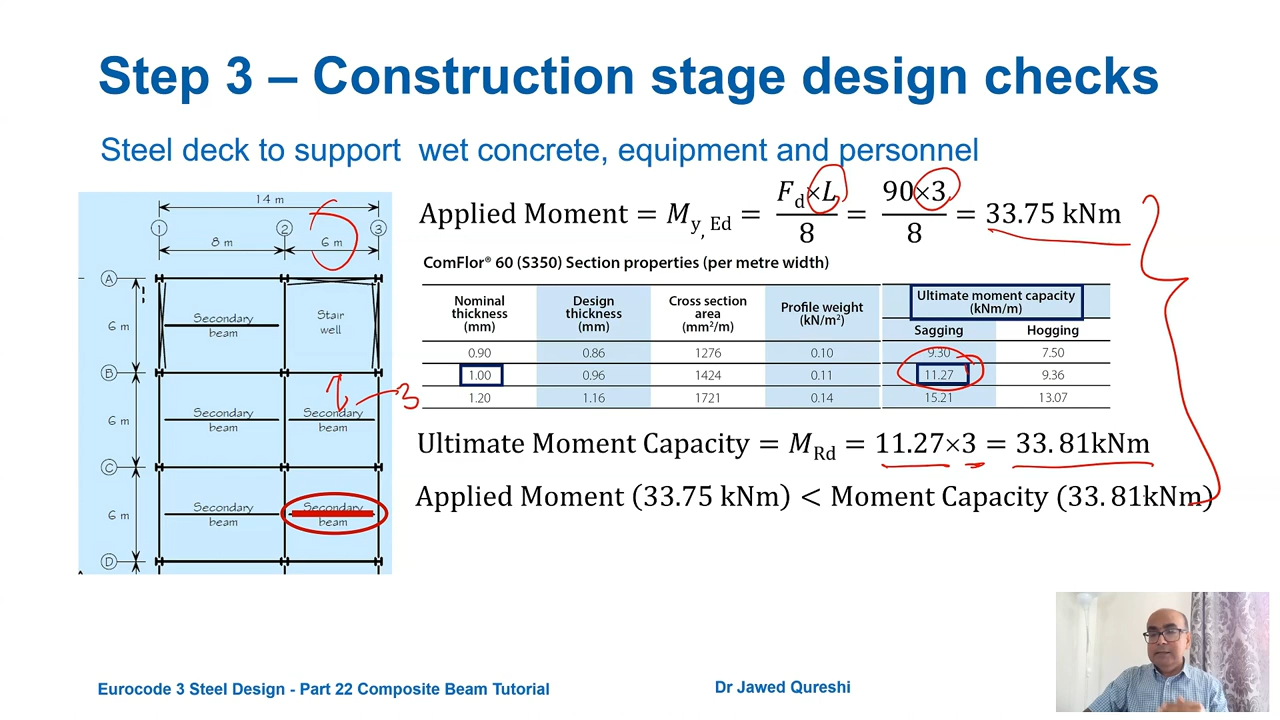 Step 3 – Construction stage design checks
Steel deck to support wet concrete, equipment and personnel
14 m
1 2 3
8 m 6 m
A
6 m
Secondary beam
Stair well
B
6 m
Secondary beam
Secondary beam
3
C
6 m
Secondary beam
Secondary beam
D
Applied Moment = M_y, Ed = F_d×L / 8 = 90×3 / 8 = 33.75 kNm
ComFlor® 60 (S350) Section properties (per metre width)
Nominal thickness (mm) Design thickness (mm) Cross section area (mm²/m) Profile weight (kN/m²) Ultimate moment capacity (kNm/m)
Sagging Hogging
0.90 0.86 1276 0.10 9.30 7.50
1.00 0.96 1424 0.11 11.27 9.36
1.20 1.16 1721 0.14 15.21 13.07
Ultimate Moment Capacity = M_Rd = 11.27×3 = 33.81kNm
Applied Moment (33.75 kNm) < Moment Capacity (33.81kNm)
Eurocode 3 Steel Design - Part 22 Composite Beam Tutorial
Dr Jawed Qureshi